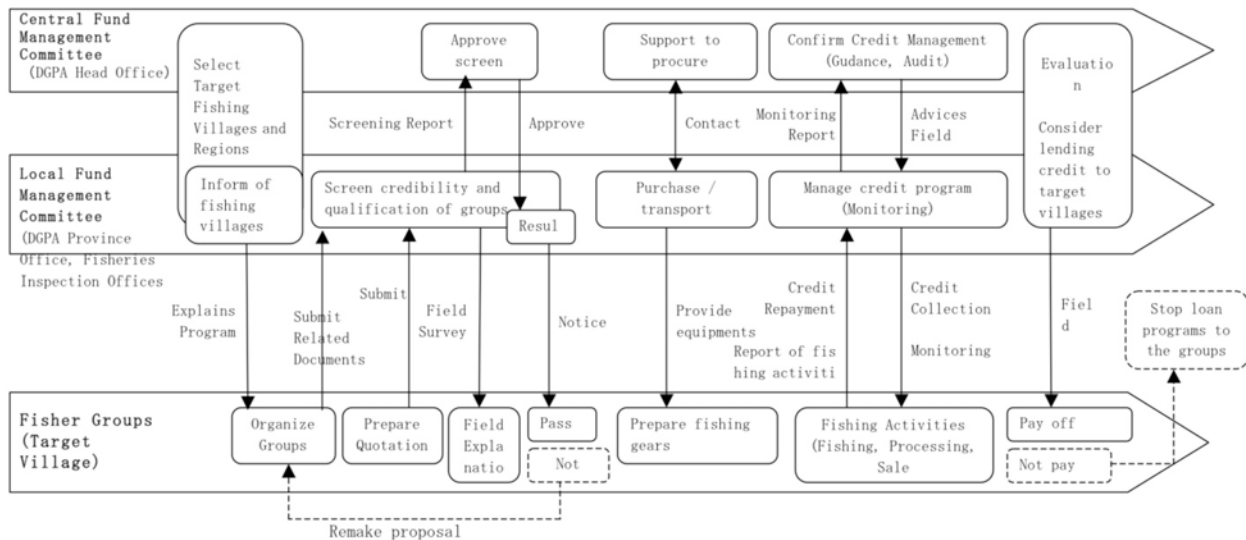 Central Fund
Management
Committee
(DGPA Head Office)
Select
Target
Fishing
Villages and
Regions
Approve
screen
Support to
procure
Confirm Credit Management
(Gudance, Audit)
Evaluatio
n
Consider
lending
credit to
target
villages
Screening Report
Approve
Contact
Monitoring
Report
Advices
Field
Local Fund
Management
Committee
(DGPA Province
Office, Fisheries
Inspection Offices
Inform of
fishing
villages
Screen credibility and
qualification of groups
Resul
Purchase /
transport
Manage credit program
(Monitoring)
Explains
Program
Submit
Related
Documents
Submit
Field
Survey
Notice
Provide
equipments
Credit
Repayment
Report of fis
hing activiti
Credit
Collection
Monitoring
Fiel
d
Stop loan
programs to
the groups
Fisher Groups
(Target
Village)
Organize
Groups
Prepare
Quotation
Field
Expla
natio
Pass
Not
Prepare fishing
gears
Fishing Activities
(Fishing, Processing,
Sale
Pay off
Not pay
Remake proposal